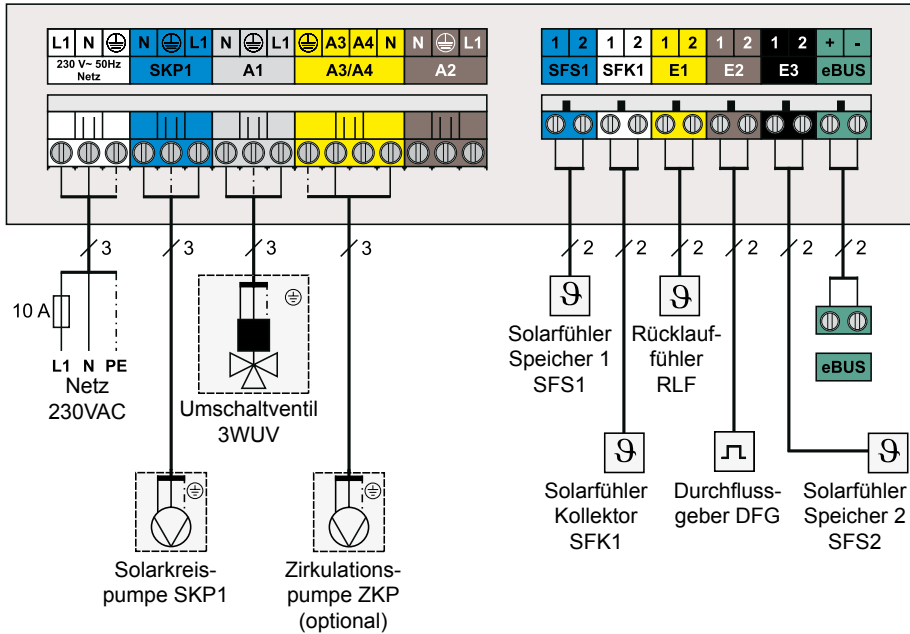 L1 N N L1 N L1 A3 A4 N N L1
230 V~ 50Hz
Netz
SKP1 A1 A3/A4 A2
1 2 1 2 1 2 1 2 1 2 + -
SFS1 SFK1 E1 E2 E3 eBUS
3 3 3 3 2 2 2 2 2 2
10 A
L1 N PE
Netz
230VAC
Umschaltventil
3WUV
Solarkreis-
pumpe SKP1
Zirkulations-
pumpe ZKP
(optional)
ϑ
Solarfühler
Speicher 1
SFS1
ϑ
Rücklauf-
fühler
RLF
eBUS
ϑ
Solarfühler
Kollektor
SFK1
Durchfluss-
geber DFG
ϑ
Solarfühler
Speicher 2
SFS2